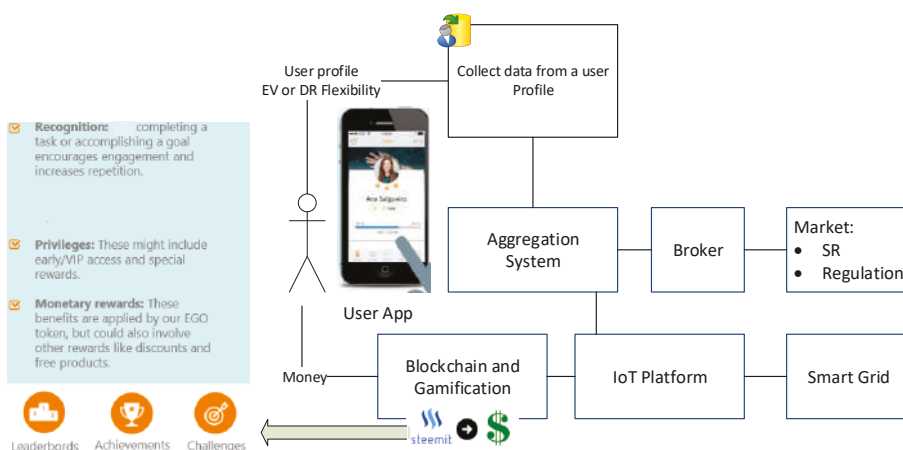 User profile
EV or DR Flexibility
Collect data from a user
Profile
Recognition: completing a
task or accomplishing a goal
encourages engagement and
increases repetition.
Privileges: These might include
early/VIP access and special
rewards.
Monetary rewards: These
benefits are applied by our EGO
token, but could also involve
other rewards like discounts and
free products.
Leaderbords
Achievements
Challenges
Ana Salgueiro
User App
Aggregation
System
Broker
Market:
• SR
• Regulation
Money
Blockchain and
Gamification
IoT Platform
Smart Grid
steemit
$